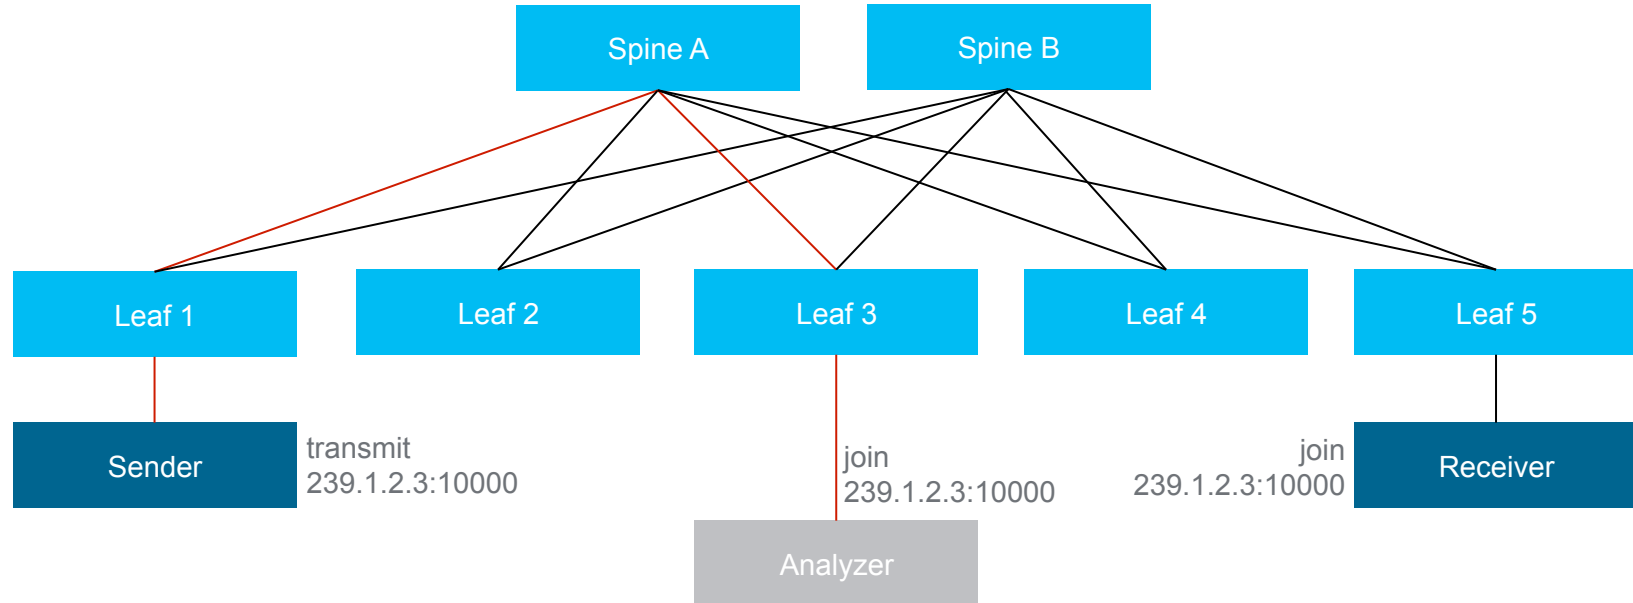 Spine A
Spine B
Leaf 1
Leaf 2
Leaf 3
Leaf 4
Leaf 5
Sender
transmit
239.1.2.3:10000
join
239.1.2.3:10000
join
239.1.2.3:10000
Receiver
Analyzer